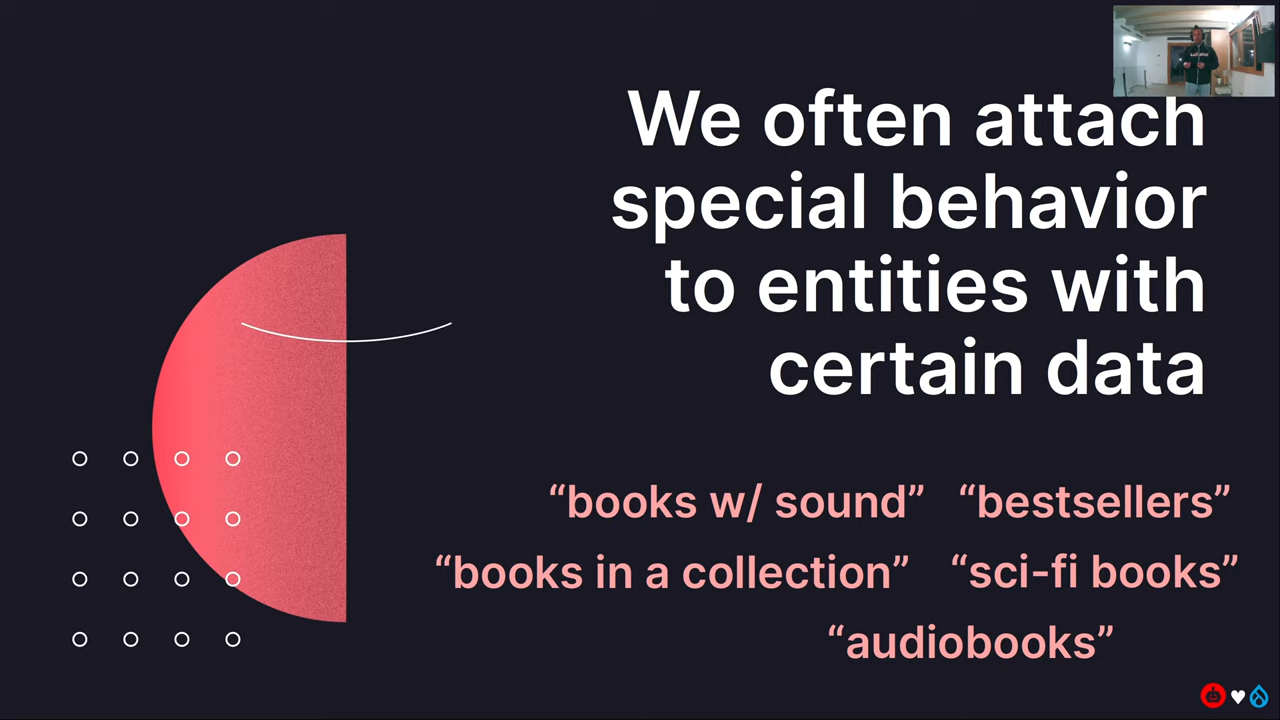 We often attach
special behavior
to entities with
certain data
“books w/ sound” “bestsellers”
“books in a collection” “sci-fi books”
“audiobooks”